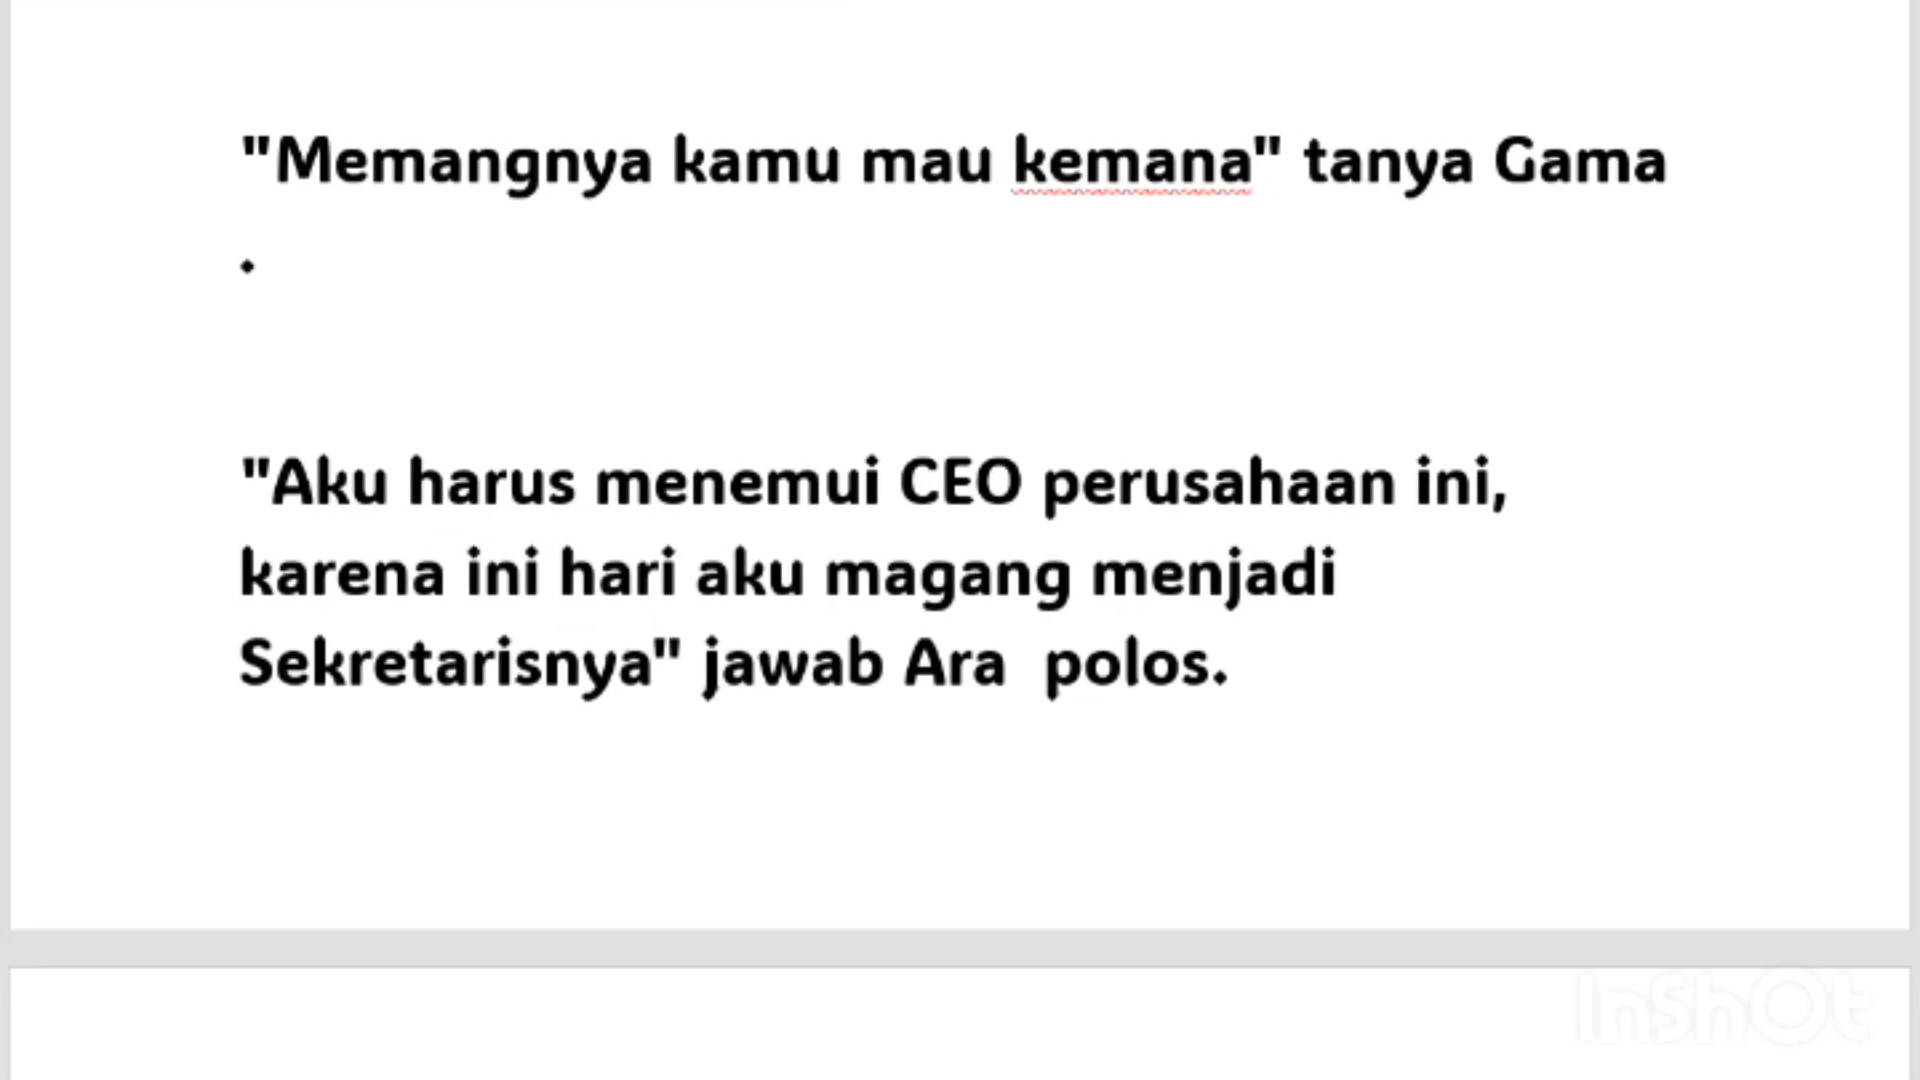 "Memangnya kamu mau kemana" tanya Gama
.
"Aku harus menemui CEO perusahaan ini,
karena ini hari aku magang menjadi
Sekretarisnya" jawab Ara  polos.
InShOt